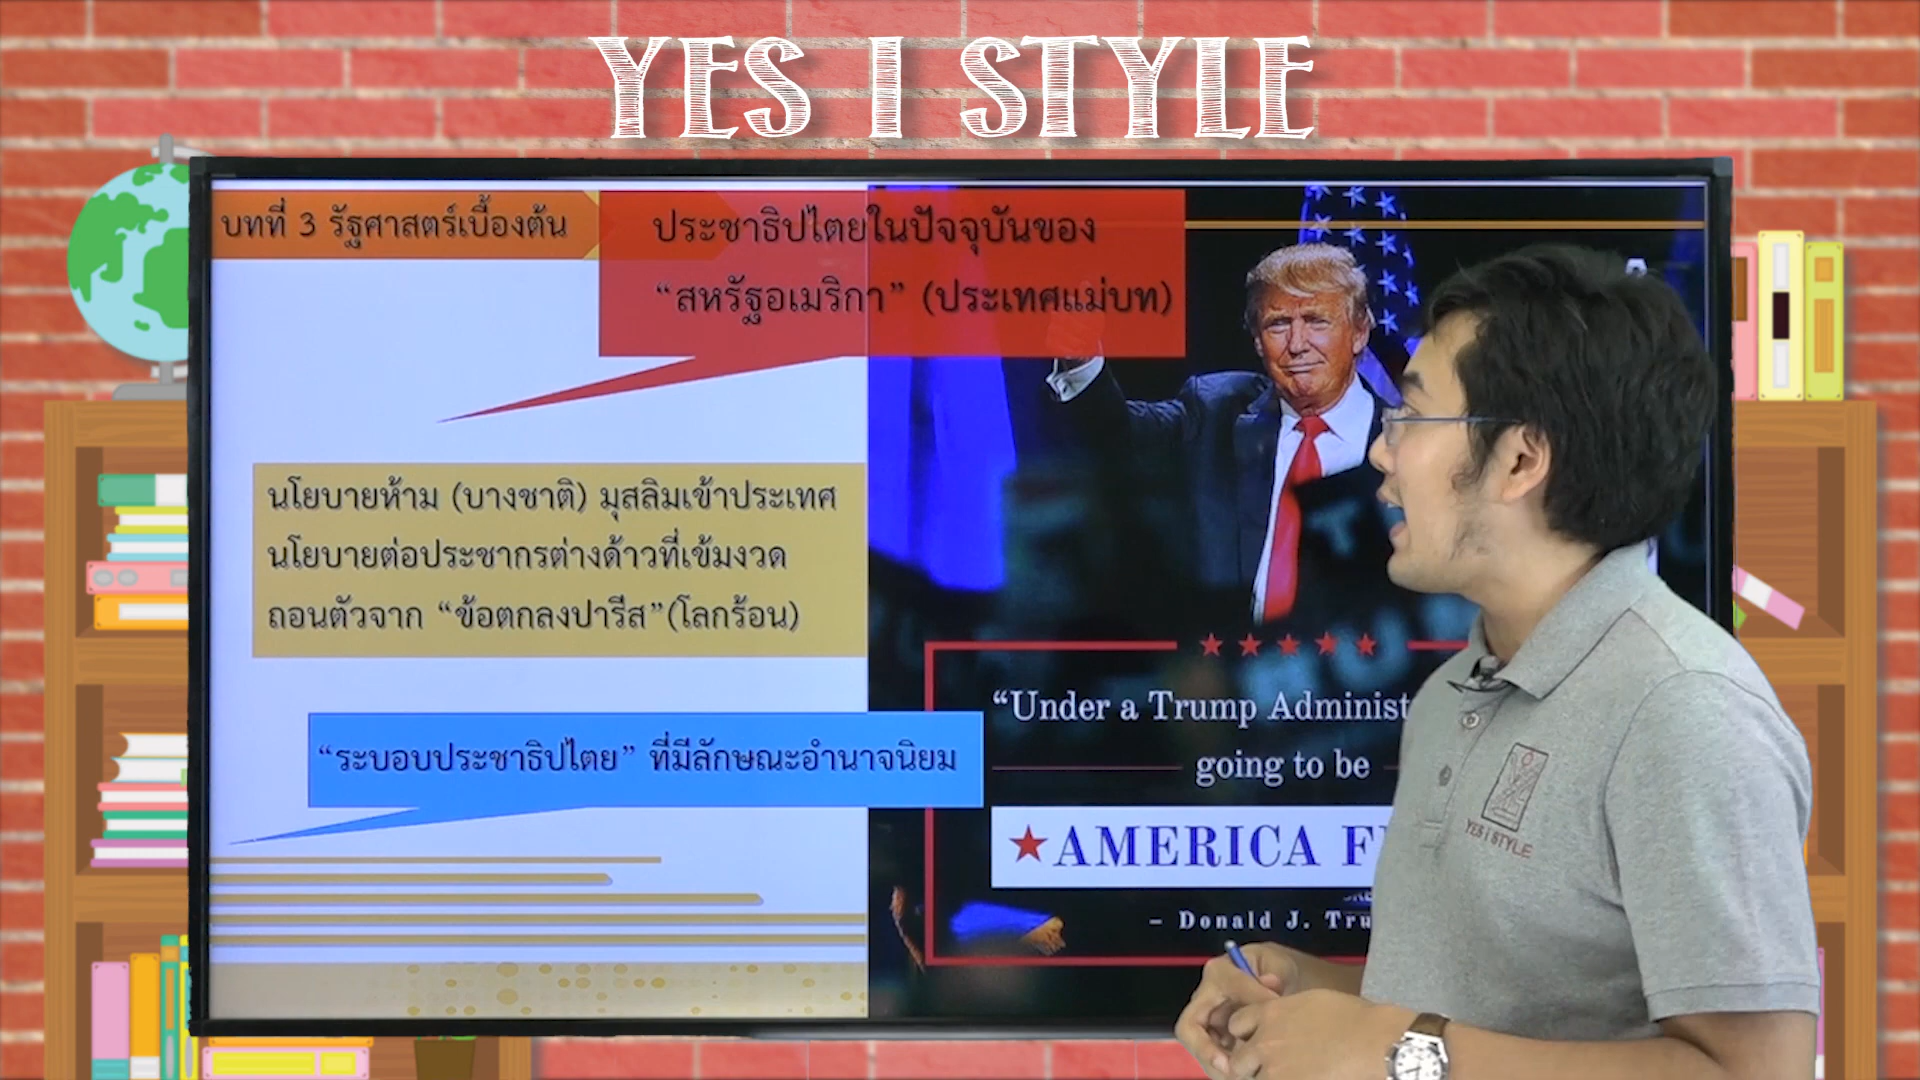 YES I STYLE
บทที่ 3 รัฐศาสตร์เบื้องต้น
ประชาธิปไตยในปัจจุบันของ
“สหรัฐอเมริกา” (ประเทศแม่บท)
นโยบายห้าม (บางชาติ) มุสลิมเข้าประเทศ
นโยบายต่อประชากรต่างด้าวที่เข้มงวด
ถอนตัวจาก “ข้อตกลงปารีส”(โลกร้อน)
“ระบอบประชาธิปไตย” ที่มีลักษณะอำนาจนิยม
“Under a Trump Administ
going to be
AMERICA F
– Donald J. Tru
YES i STYLE